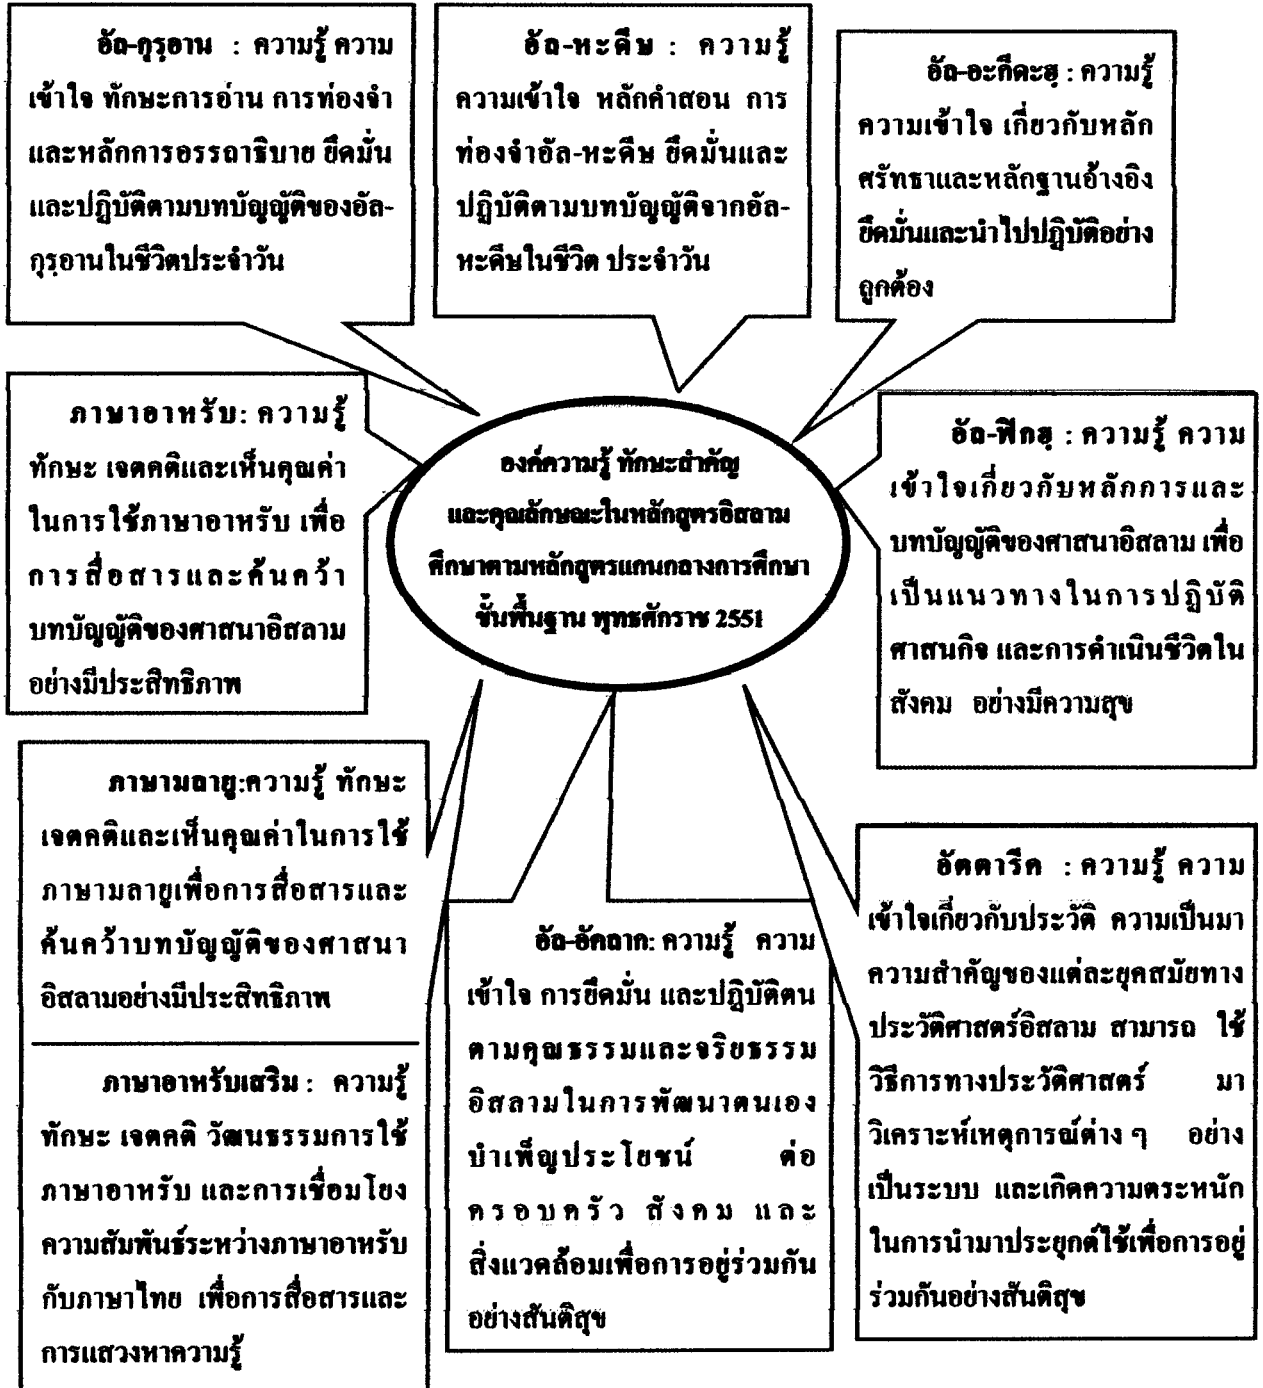 อัล-กุรฺอาน : ความรู้ ความ
เข้าใจ ทักษะการอ่าน การท่องจำ
และหลักการอรรถาธิบาย ยึดมั่น
และปฏิบัติตามบทบัญญัติของอัล-
กุรฺอานในชีวิตประจำวัน
อัล-หะดีษ : ความรู้
ความเข้าใจ หลักคำสอน การ
ท่องจำอัล-หะดีษ ยึดมั่นและ
ปฏิบัติตามบทบัญญัติจากอัล-
หะดีษในชีวิต ประจำวัน
อัล-อะกีดะฮฺ : ความรู้
ความเข้าใจ เกี่ยวกับหลัก
ศรัทธาและหลักฐานอ้างอิง
ยึดมั่นและนำไปปฏิบัติอย่าง
ถูกต้อง
ภาษาอาหรับ: ความรู้
ทักษะ เจตคติและเห็นคุณค่า
ในการใช้ภาษาอาหรับ เพื่อ
การสื่อสารและค้นคว้า
บทบัญญัติของศาสนาอิสลาม
อย่างมีประสิทธิภาพ
องค์ความรู้ ทักษะสำคัญ
และคุณลักษณะในหลักสูตรอิสลาม
ศึกษาตามหลักสูตรแกนกลางการศึกษา
ขั้นพื้นฐาน พุทธศักราช 2551
อัล-ฟิกฮฺ : ความรู้ ความ
เข้าใจเกี่ยวกับหลักการและ
บทบัญญัติของศาสนาอิสลาม เพื่อ
เป็นแนวทางในการปฏิบัติ
ศาสนกิจ และการดำเนินชีวิตใน
สังคม อย่างมีความสุข
ภาษามลายู:ความรู้ ทักษะ
เจตคติและเห็นคุณค่าในการใช้
ภาษามลายูเพื่อการสื่อสารและ
ค้นคว้าบทบัญญัติของศาสนา
อิสลามอย่างมีประสิทธิภาพ
ภาษาอาหรับเสริม : ความรู้
ทักษะ เจตคติ วัฒนธรรมการใช้
ภาษาอาหรับ และการเชื่อมโยง
ความสัมพันธ์ระหว่างภาษาอาหรับ
กับภาษาไทย เพื่อการสื่อสารและ
การแสวงหาความรู้
อัล-อัคลาก: ความรู้ ความ
เข้าใจ การยึดมั่น และปฏิบัติตน
ตามคุณธรรมและจริยธรรม
อิสลามในการพัฒนาตนเอง
บำเพ็ญประโยชน์ ต่อ
ครอบครัว สังคม และ
สิ่งแวดล้อมเพื่อการอยู่ร่วมกัน
อย่างสันติสุข
อัตตารีค : ความรู้ ความ
เข้าใจเกี่ยวกับประวัติ ความเป็นมา
ความสำคัญของแต่ละยุคสมัยทาง
ประวัติศาสตร์อิสลาม สามารถ ใช้
วิธีการทางประวัติศาสตร์ มา
วิเคราะห์เหตุการณ์ต่าง ๆ อย่าง
เป็นระบบ และเกิดความตระหนัก
ในการนำมาประยุกต์ใช้เพื่อการอยู่
ร่วมกันอย่างสันติสุข